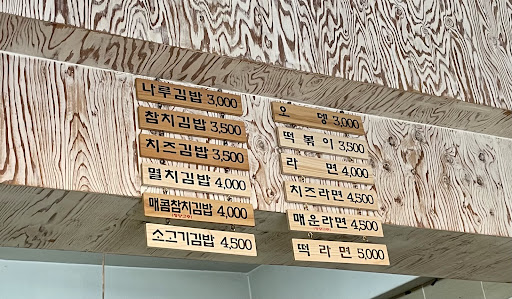 나루김밥 3,000
참치김밥 3,500
치즈김밥 3,500
멸치김밥 4,000
매콤참치김밥 4,000
소고기김밥 4,500
오뎅 3,000
떡볶이 3,500
라면 4,000
치즈라면 4,500
매운라면 4,500
떡라면 5,000